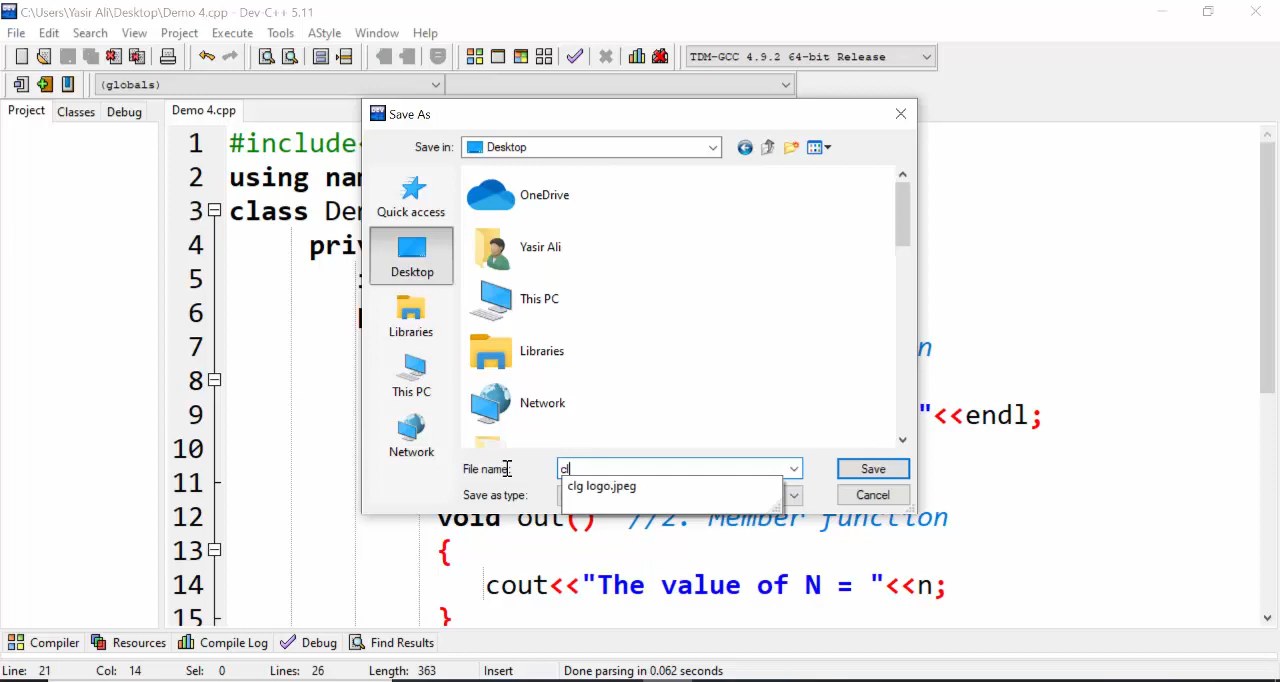 C:\Users\Yasir Ali\Desktop\Demo 4.cpp - Dev-C++ 5.11
File Edit Search View Project Execute Tools AStyle Window Help
TDM-GCC 4.9.2 64-bit Release
(globals)
Project Classes Debug
Demo 4.cpp
Save As
Save in: Desktop
Quick access
Desktop
Libraries
This PC
Network
OneDrive
Yasir Ali
This PC
Libraries
Network
File name: cl
clg logo.jpeg
Save as type:
Save
Cancel
1 #include<
2 using
3 class
4
5
6
7
8
9 "<<endl;
10
11
12 void out() //2. Member function
13 {
14 cout<<"The value of N = "<<n;
15 }
Compiler Resources Compile Log Debug Find Results
Line: 21 Col: 14 Sel: 0 Lines: 26 Length: 363 Insert Done parsing in 0.062 seconds